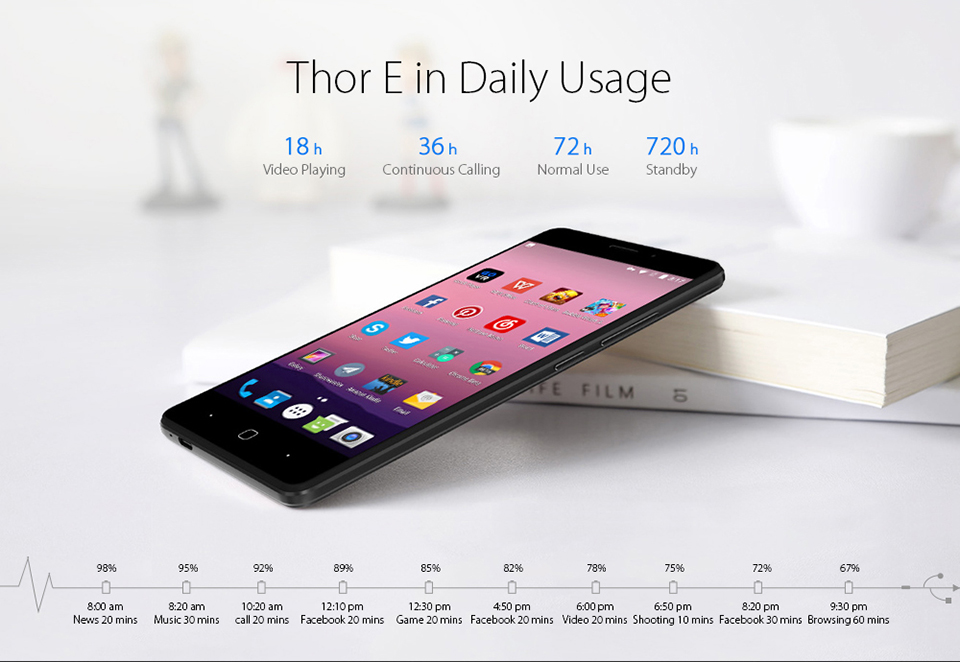 Thor E in Daily Usage
18 h 36 h 72 h 720 h
Video Playing Continuous Calling Normal Use Standby
VR
Email
LIFE FILM 01
98% 95% 92% 89% 85% 82% 78% 75% 72% 67%
8:00 am 8:20 am 10:20 am 12:10 pm 12:30 pm 4:50 pm 6:00 pm 6:50 pm 8:20 pm 9:30 pm
News 20 mins Music 30 mins call 20 mins Facebook 20 mins Game 20 mins Facebook 20 mins Video 20 mins Shooting 10 mins Facebook 30 mins Browsing 60 mins